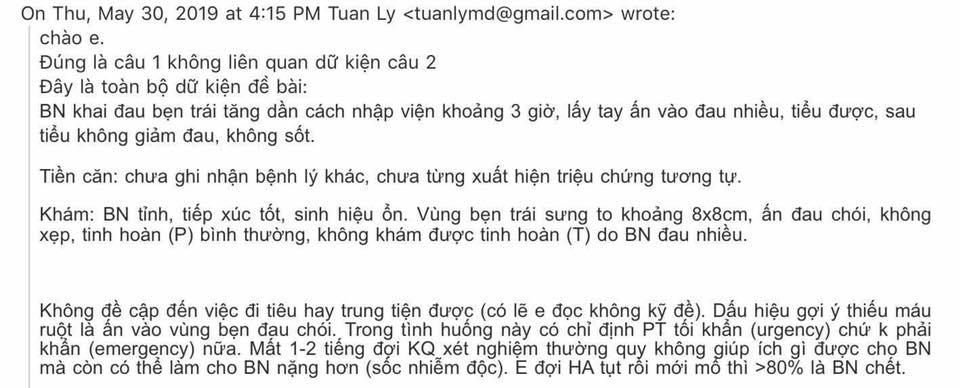 On Thu, May 30, 2019 at 4:15 PM Tuan Ly <tuanlymd@gmail.com> wrote:
chào e.
Đúng là câu 1 không liên quan dữ kiện câu 2
Đây là toàn bộ dữ kiện đề bài:
BN khai đau bẹn trái tăng dần cách nhập viện khoảng 3 giờ, lấy tay ấn vào đau nhiều, tiểu được, sau
tiểu không giảm đau, không sốt.
Tiền căn: chưa ghi nhận bệnh lý khác, chưa từng xuất hiện triệu chứng tương tự.
Khám: BN tỉnh, tiếp xúc tốt, sinh hiệu ổn. Vùng bẹn trái sưng to khoảng 8x8cm, ấn đau chói, không
xẹp, tinh hoàn (P) bình thường, không khám được tinh hoàn (T) do BN đau nhiều.
Không đề cập đến việc đi tiêu hay trung tiện được (có lẽ e đọc không kỹ đề). Dấu hiệu gợi ý thiếu máu
ruột là ấn vào vùng bẹn đau chói. Trong tình huống này có chỉ định PT tối khẩn (urgency) chứ k phải
khẩn (emergency) nữa. Mất 1-2 tiếng đợi KQ xét nghiệm thường quy không giúp ích gì được cho BN
mà còn có thể làm cho BN nặng hơn (sốc nhiễm độc). E đợi HA tụt rồi mới mổ thì >80% là BN chết.